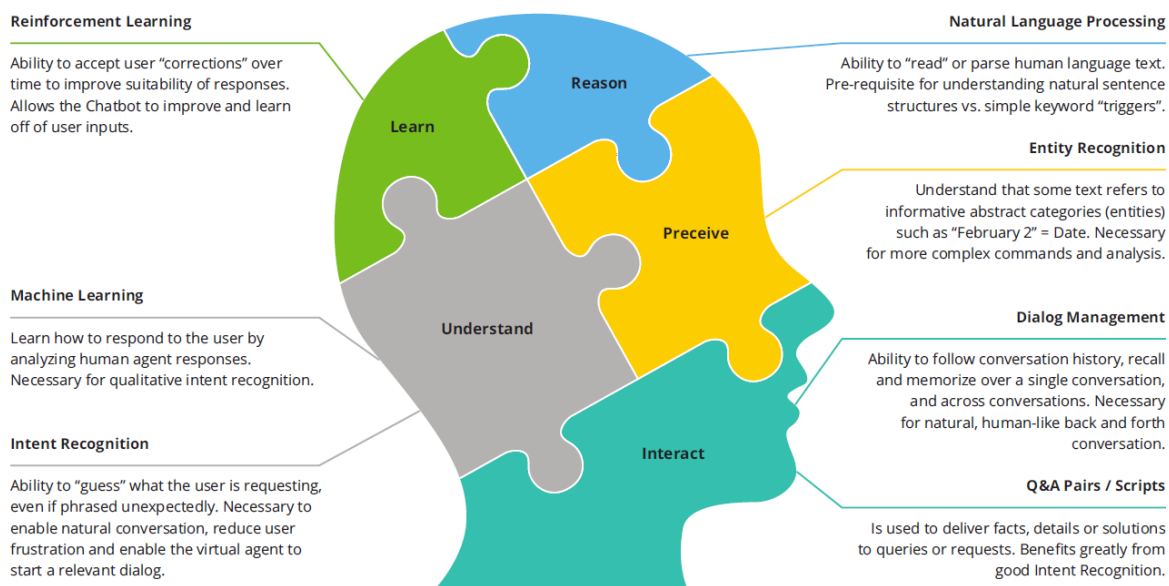 Reinforcement Learning
Ability to accept user “corrections” over
time to improve suitability of responses.
Allows the Chatbot to improve and learn
off of user inputs.
Machine Learning
Learn how to respond to the user by
analyzing human agent responses.
Necessary for qualitative intent recognition.
Intent Recognition
Ability to “guess” what the user is requesting,
even if phrased unexpectedly. Necessary to
enable natural conversation, reduce user
frustration and enable the virtual agent to
start a relevant dialog.
Learn
Reason
Preceive
Understand
Interact
Natural Language Processing
Ability to “read” or parse human language text.
Pre-requisite for understanding natural sentence
structures vs. simple keyword “triggers”.
Entity Recognition
Understand that some text refers to
informative abstract categories (entities)
such as “February 2” = Date. Necessary
for more complex commands and analysis.
Dialog Management
Ability to follow conversation history, recall
and memorize over a single conversation,
and across conversations. Necessary
for natural, human-like back and forth
conversation.
Q&A Pairs / Scripts
Is used to deliver facts, details or solutions
to queries or requests. Benefits greatly from
good Intent Recognition.